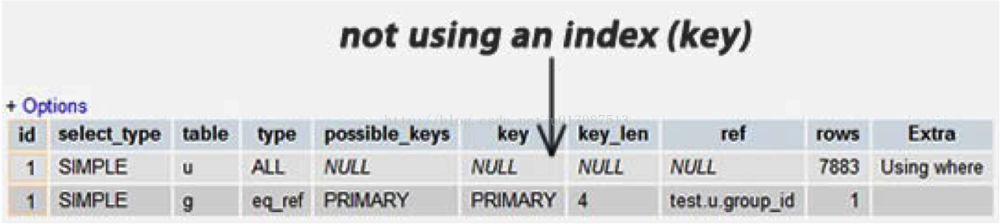 not using an index (key)
+ Options
http://blog.csdn.net/u013087513
id select_type table type possible_keys key key_len ref rows Extra
1 SIMPLE u ALL NULL NULL NULL NULL 7883 Using where
1 SIMPLE g eq_ref PRIMARY PRIMARY 4 test.u.group_id 1